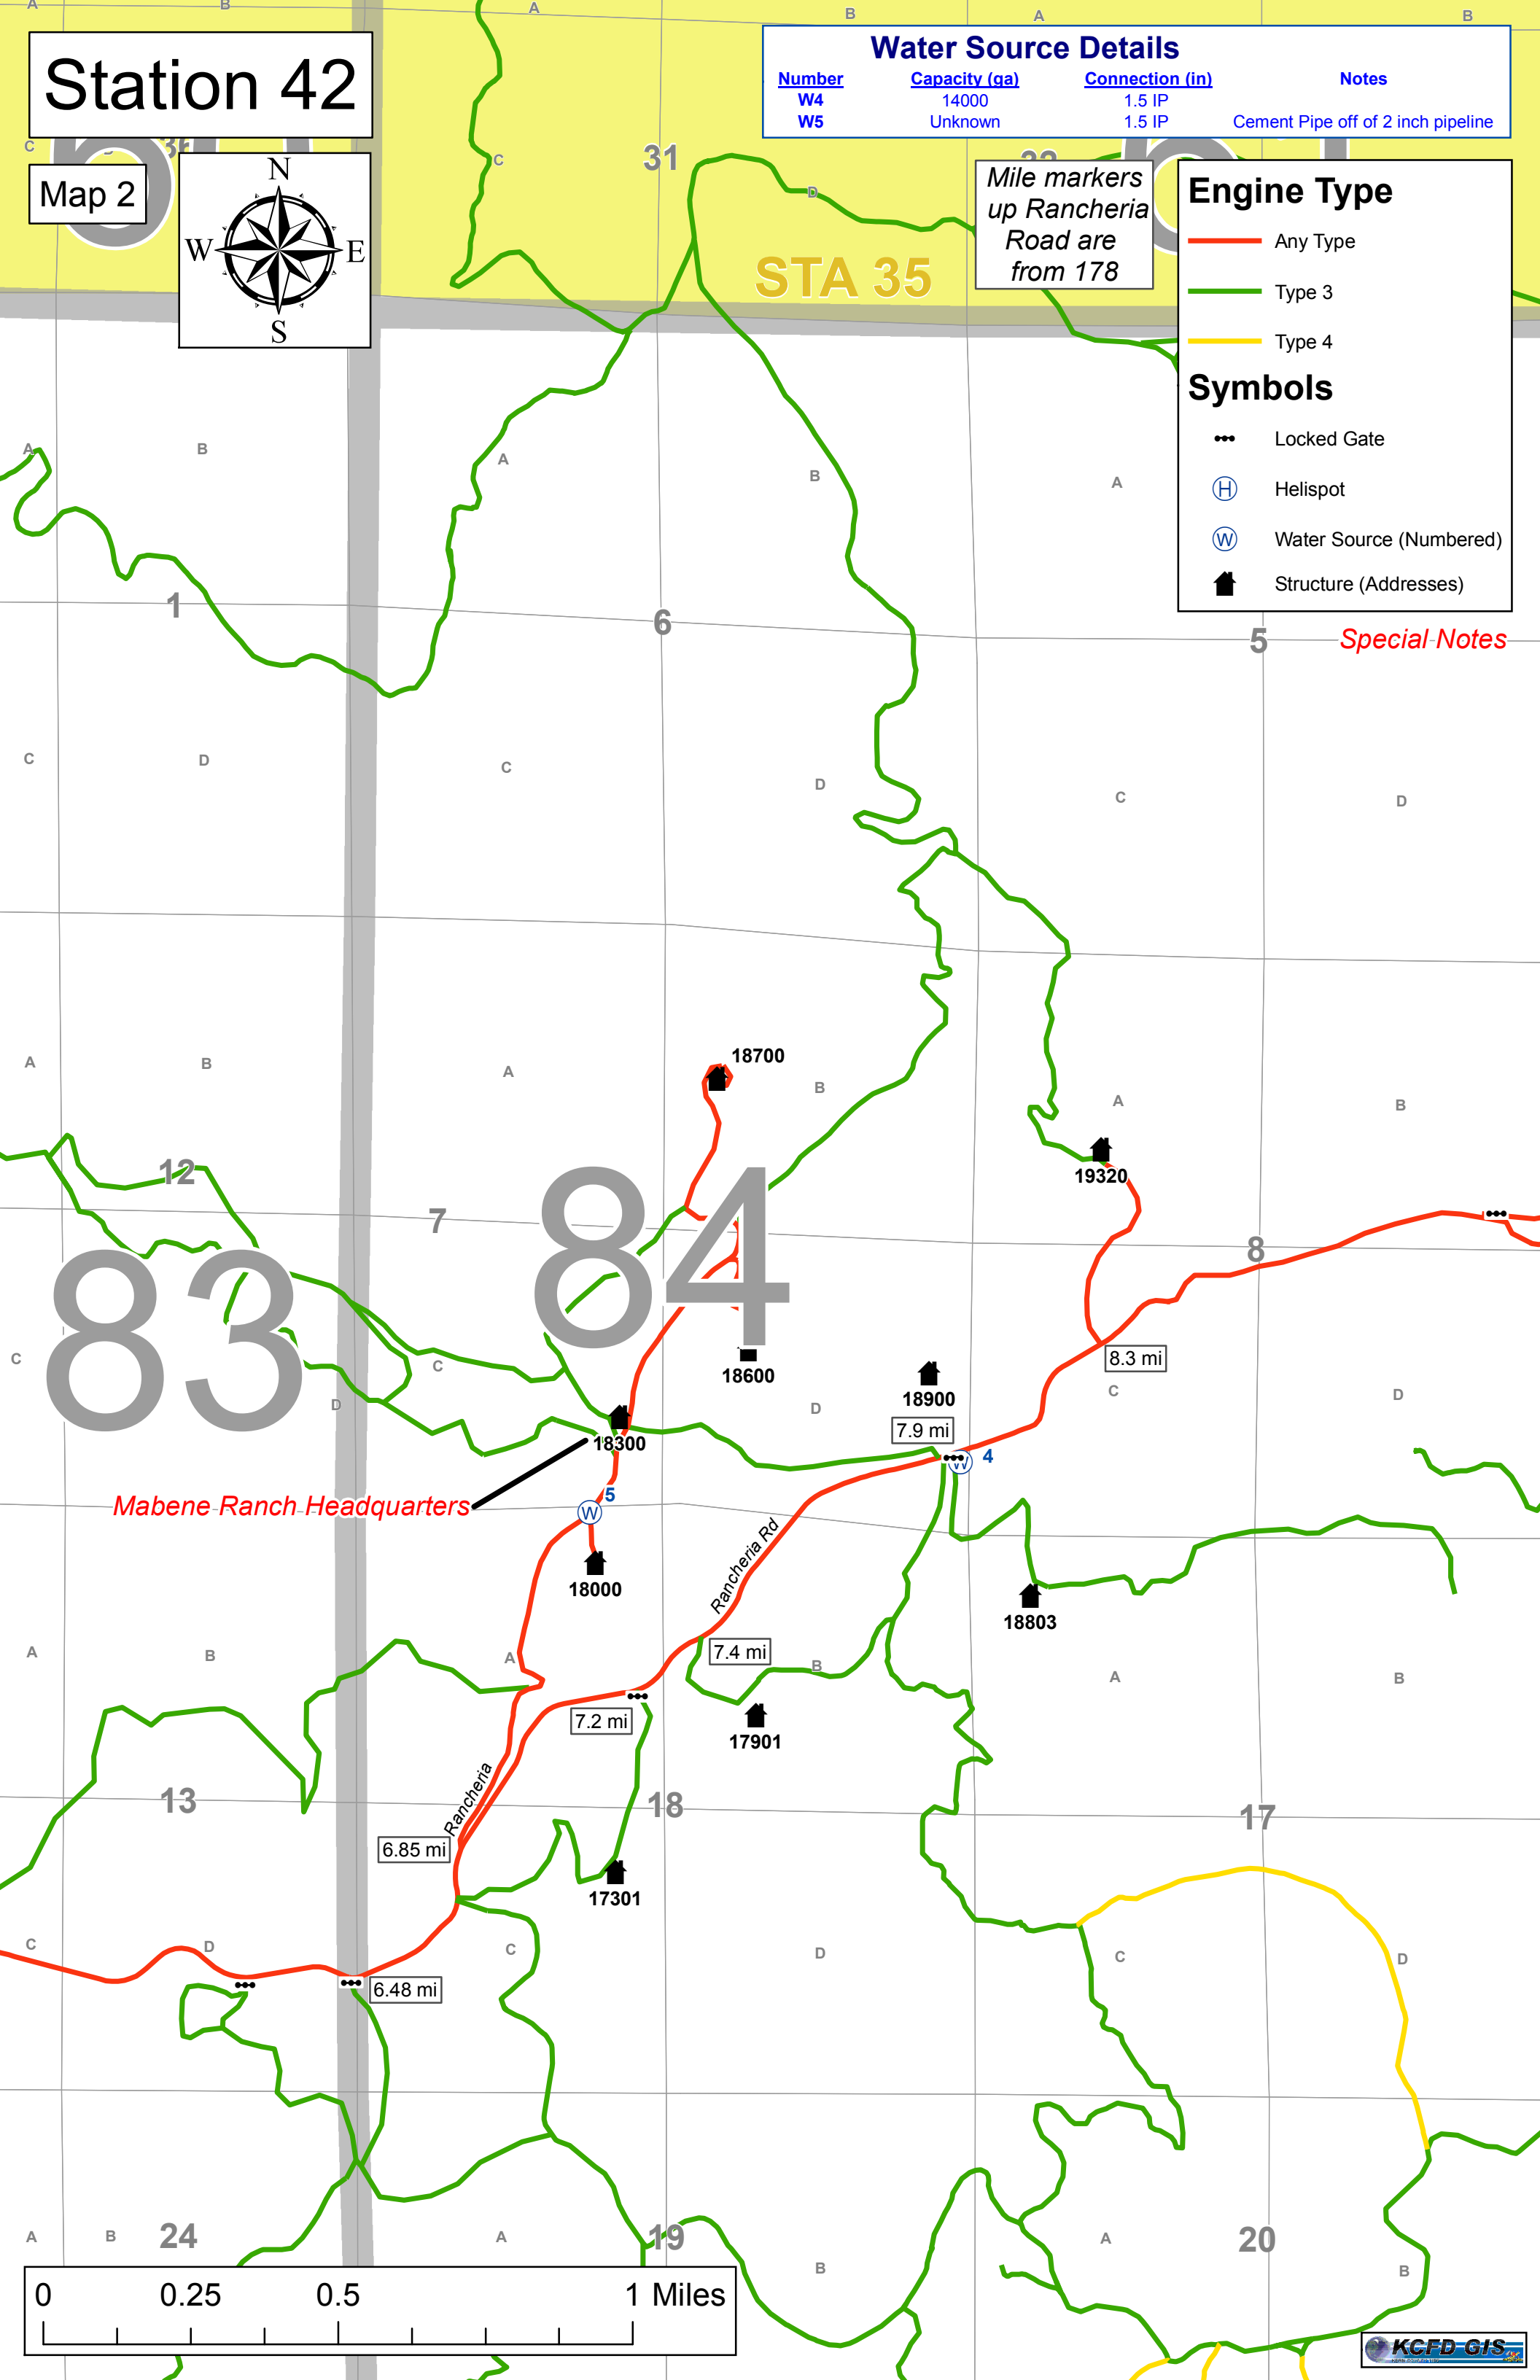 Station 42
Map 2
N
W E
S
Water Source Details
Number Capacity (ga) Connection (in) Notes
W4 14000 1.5 IP
W5 Unknown 1.5 IP Cement Pipe off of 2 inch pipeline
Mile markers
up Rancheria
Road are
from 178
Engine Type
Any Type
Type 3
Type 4
Symbols
Locked Gate
H Helispot
W Water Source (Numbered)
Structure (Addresses)
Special Notes
A B A B A B
C 36 C 31 D 32
STA 35
A B A B A
1 6 5
C D C D C D
A B A B A B
18700
19320
12 7 8
83 84
C D C D C D
18600
18900
8.3 mi
7.9 mi
W 4
18300
Mabene Ranch Headquarters
W 5
18000
Rancheria Rd
18803
A B A B A B
7.4 mi
7.2 mi
17901
Rancheria
13 18 17
6.85 mi
17301
C D C D C D
6.48 mi
A B 24 A 19 B A 20 B
0 0.25 0.5 1 Miles
KCFD GIS